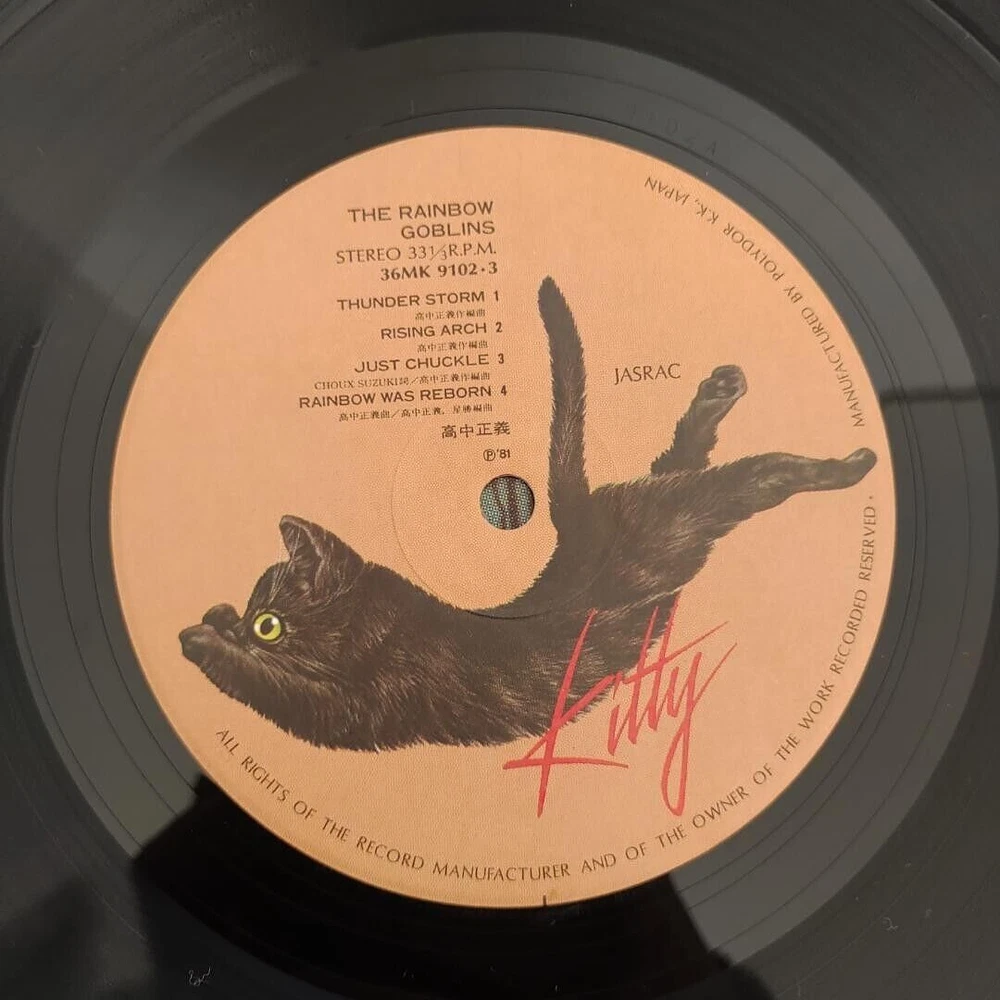 THE RAINBOW
GOBLINS
STEREO 33⅓R.P.M.
36MK 9102·3
THUNDER STORM 1
高中正義作編曲
RISING ARCH 2
高中正義作編曲
JUST CHUCKLE 3
CHOUX SUZUKI詞/高中正義作編曲
RAINBOW WAS REBORN 4
高中正義曲/高中正義, 星勝編曲
高中正義
Ⓟ'81
JASRAC
Kitty
MANUFACTURED BY POLYDOR K.K., JAPAN
ALL RIGHTS OF THE RECORD MANUFACTURER AND OF THE OWNER OF THE WORK RECORDED RESERVED·